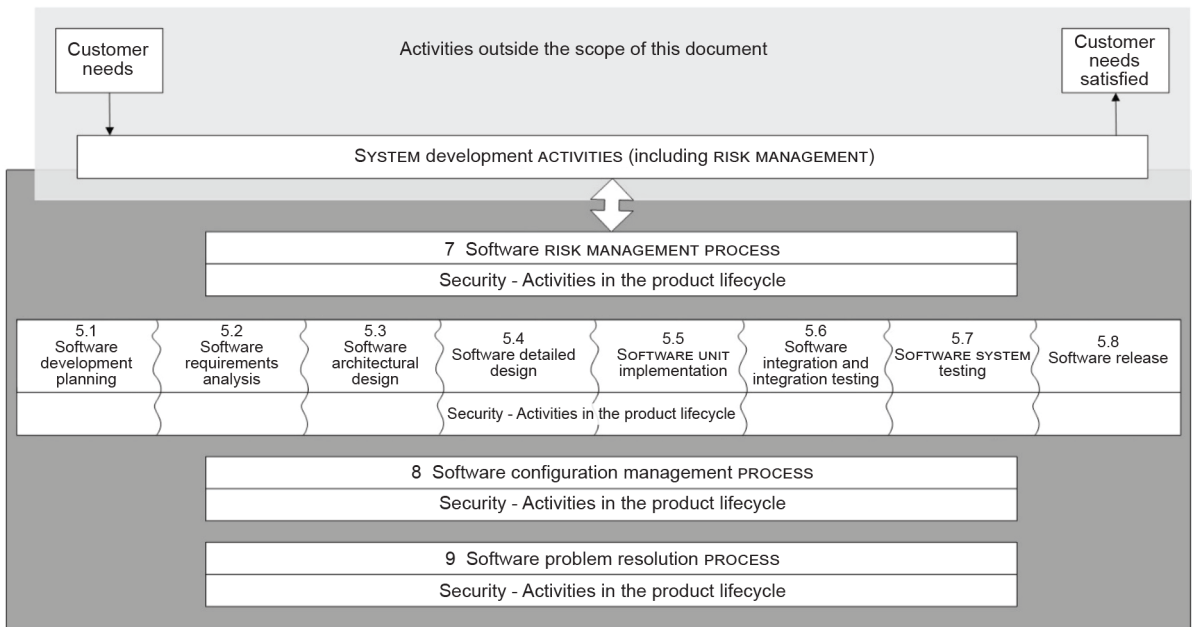 Customer
needs
Activities outside the scope of this document
Customer
needs
satisfied
SYSTEM development ACTIVITIES (including RISK MANAGEMENT)
7 Software RISK MANAGEMENT PROCESS
Security - Activities in the product lifecycle
5.1
Software
development
planning
5.2
Software
requirements
analysis
5.3
Software
architectural
design
5.4
Software detailed
design
5.5
SOFTWARE UNIT
implementation
5.6
Software
integration and
integration testing
5.7
SOFTWARE SYSTEM
testing
5.8
Software release
Security - Activities in the product lifecycle
8 Software configuration management PROCESS
Security - Activities in the product lifecycle
9 Software problem resolution PROCESS
Security - Activities in the product lifecycle